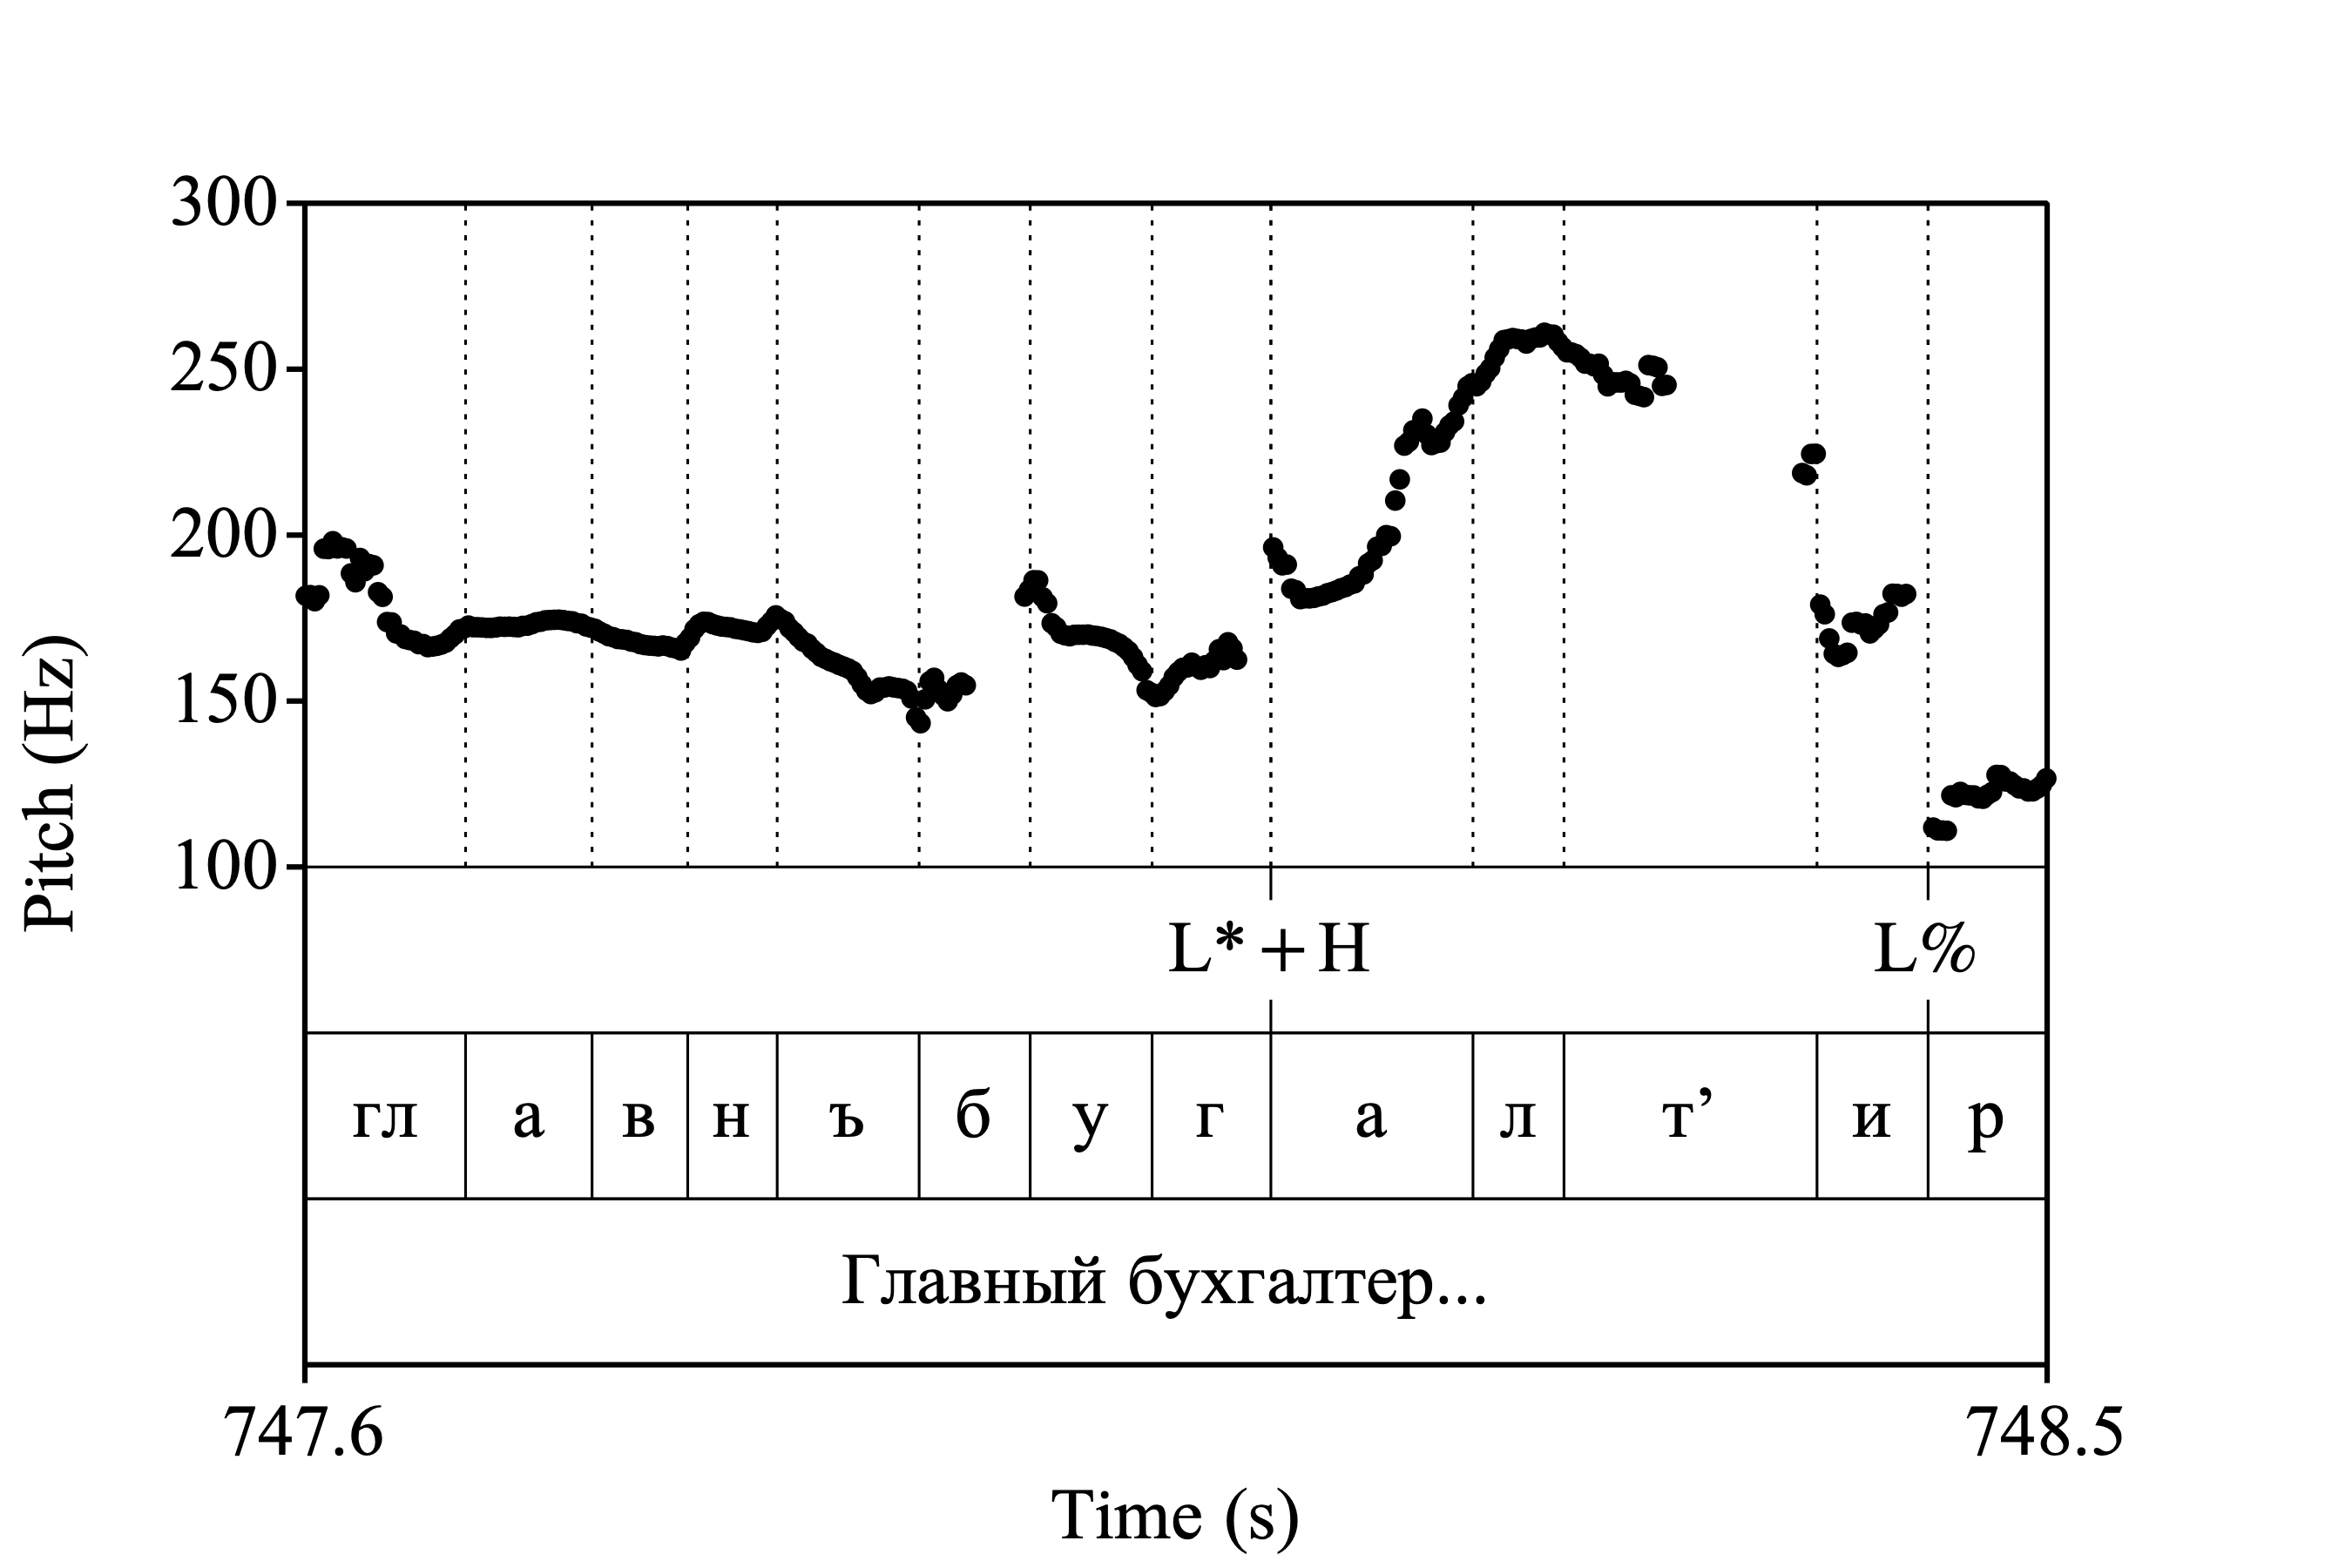 300
250
200
150
100
Pitch (Hz)
L*+H L%
гл а в н ъ б у г а л т’ и р
Главный бухгалтер...
747.6 748.5
Time (s)